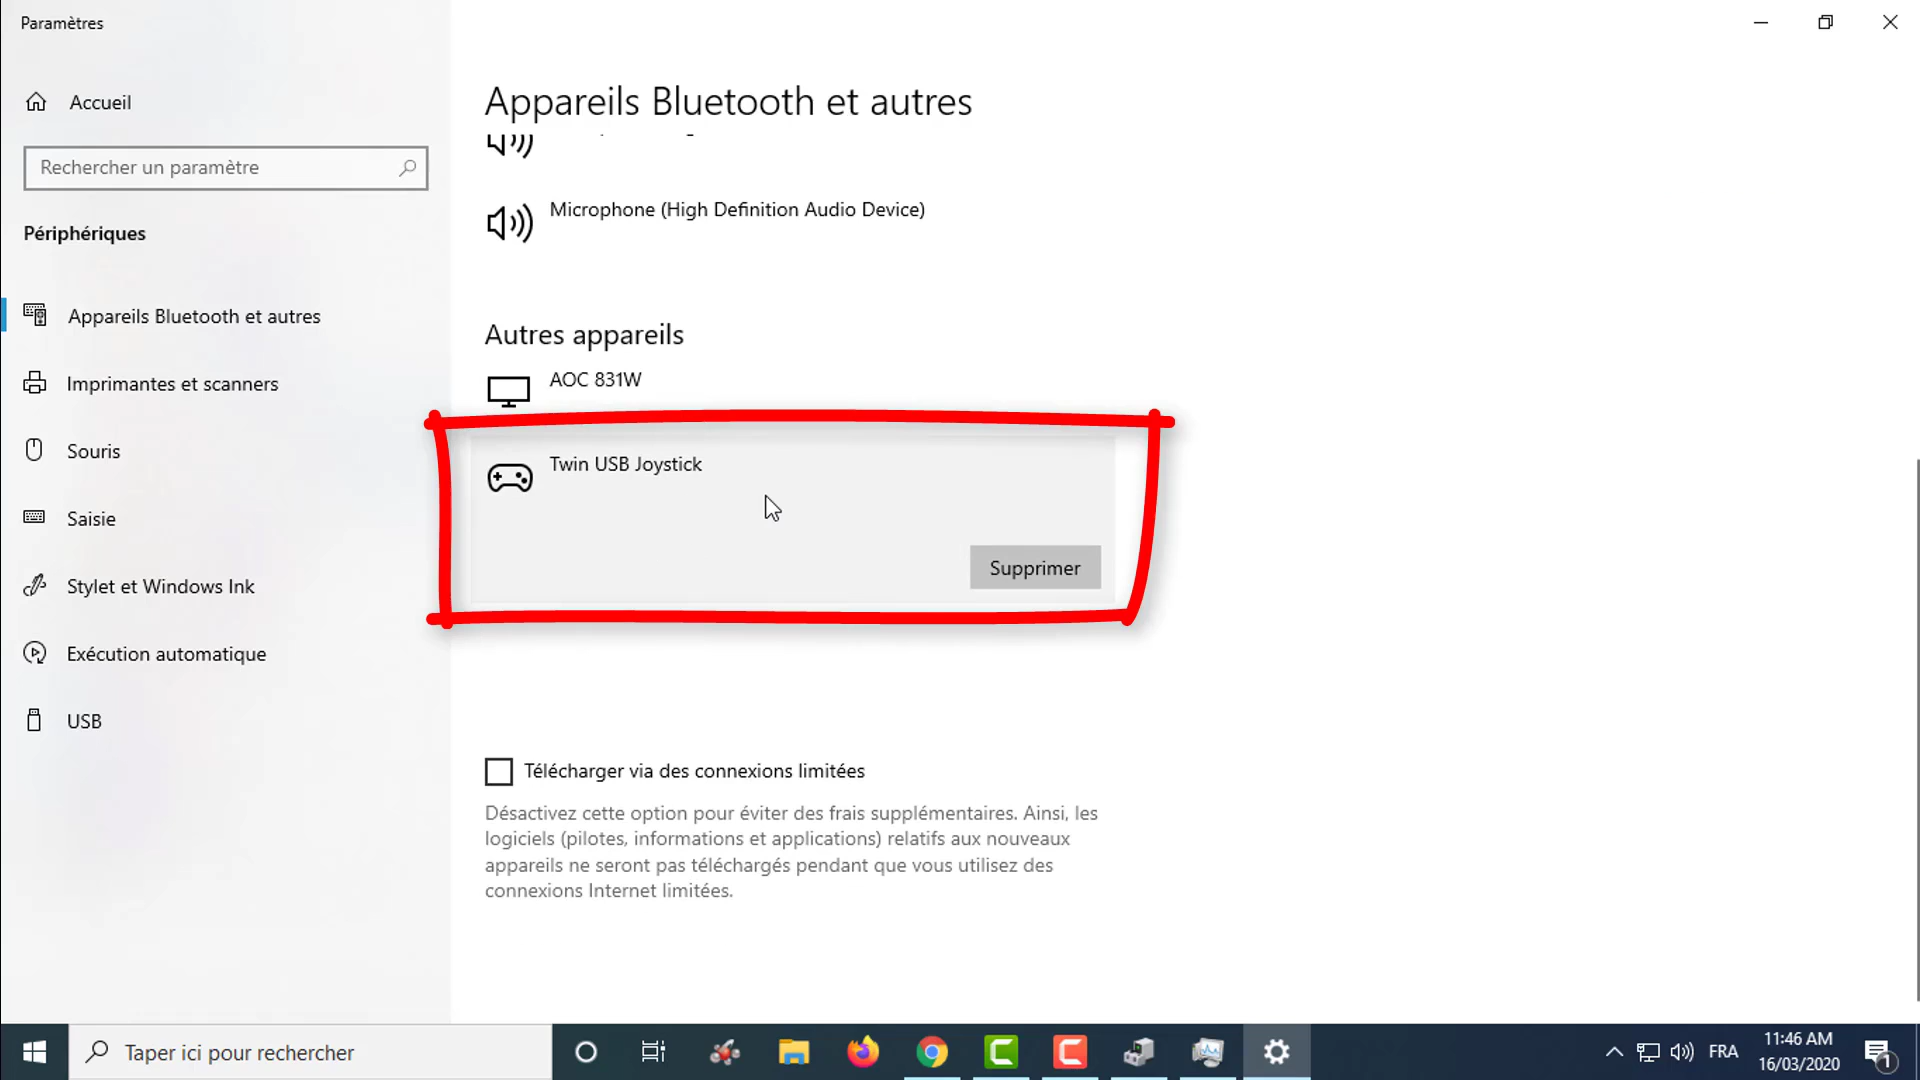 Paramètres
Accueil
Rechercher un paramètre
Périphériques
Appareils Bluetooth et autres
Imprimantes et scanners
Souris
Saisie
Stylet et Windows Ink
Exécution automatique
USB
Appareils Bluetooth et autres
Microphone (High Definition Audio Device)
Autres appareils
AOC 831W
Twin USB Joystick
Supprimer
Télécharger via des connexions limitées
Désactivez cette option pour éviter des frais supplémentaires. Ainsi, les
logiciels (pilotes, informations et applications) relatifs aux nouveaux
appareils ne seront pas téléchargés pendant que vous utilisez des
connexions Internet limitées.
Taper ici pour rechercher
FRA
11:46 AM
16/03/2020
1